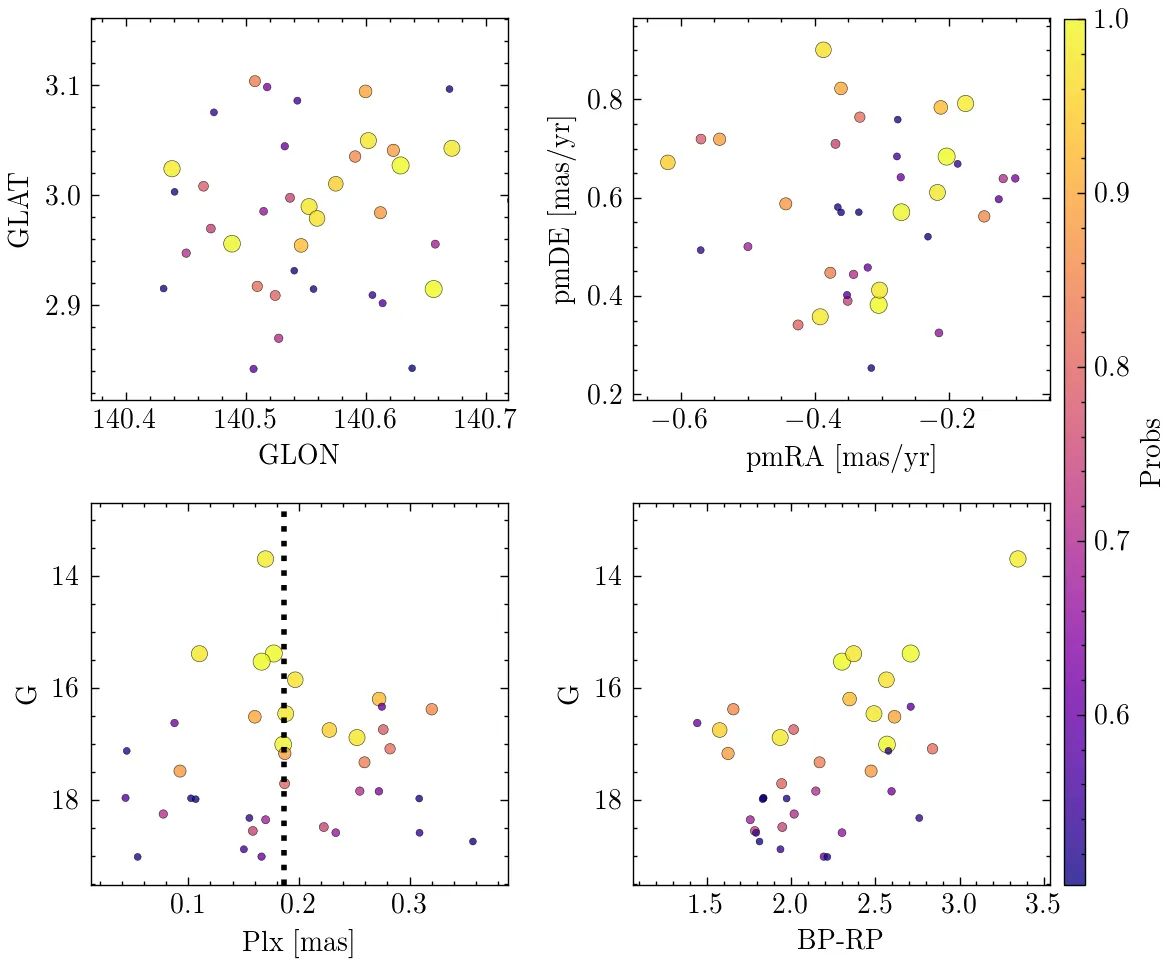 3.1
3.0
2.9
GLAT
140.4 140.5 140.6 140.7
GLON
0.8
0.6
0.4
0.2
pmDE [mas/yr]
−0.6 −0.4 −0.2
pmRA [mas/yr]
1.0
0.9
0.8
0.7
0.6
Probs
14
16
18
G
0.1 0.2 0.3
Plx [mas]
14
16
18
G
1.5 2.0 2.5 3.0 3.5
BP-RP